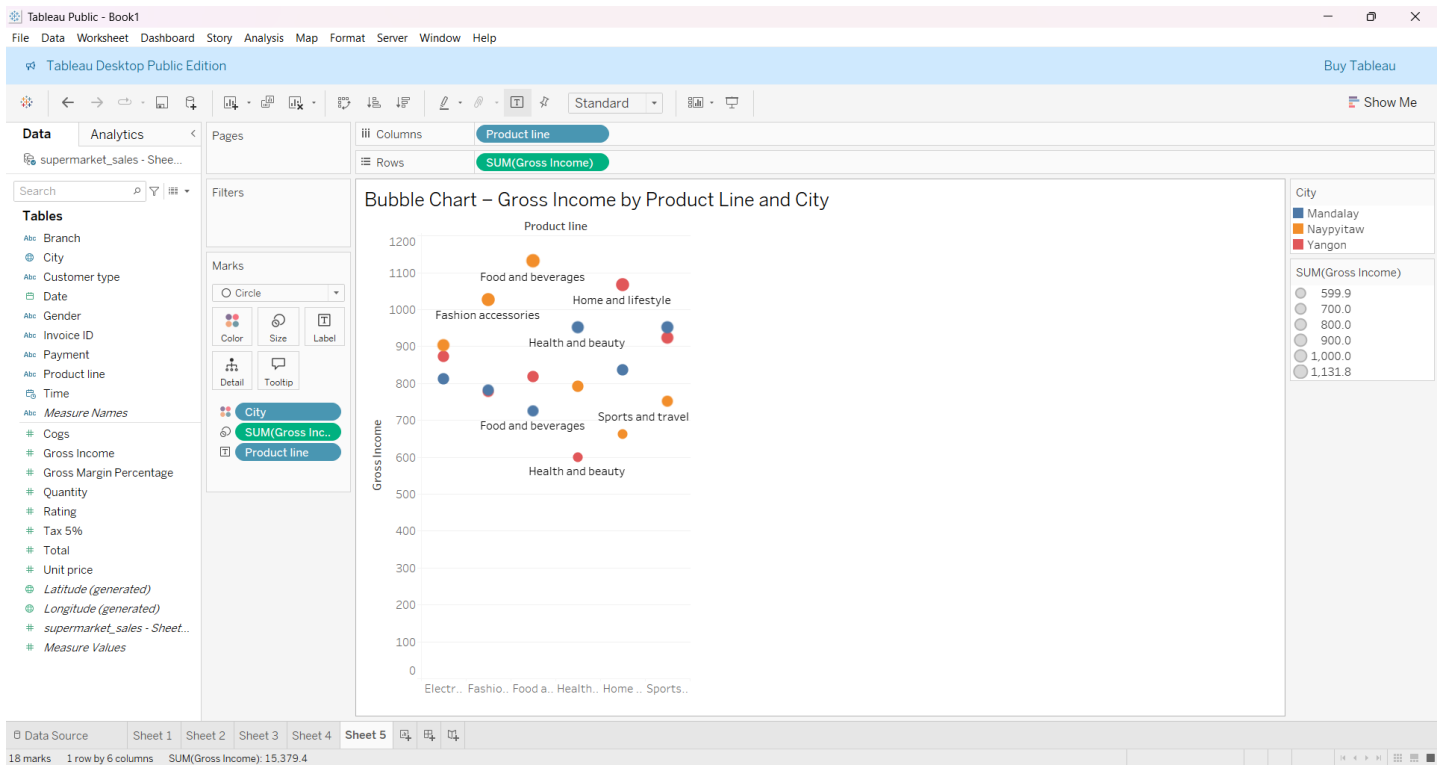 Tableau Public - Book1
File Data Worksheet Dashboard Story Analysis Map Format Server Window Help
Tableau Desktop Public Edition
Buy Tableau
Standard
Show Me
Data
Analytics
supermarket_sales - Shee...
Search
Tables
Abc Branch
City
Abc Customer type
Date
Abc Gender
Abc Invoice ID
Abc Payment
Abc Product line
Time
Abc Measure Names
# Cogs
# Gross Income
# Gross Margin Percentage
# Quantity
# Rating
# Tax 5%
# Total
# Unit price
Latitude (generated)
Longitude (generated)
# supermarket_sales - Sheet...
# Measure Values
Pages
Filters
Marks
Circle
Color
Size
T
Label
Detail
Tooltip
City
SUM(Gross Inc..
T Product line
iii Columns
Product line
Rows
SUM(Gross Income)
Bubble Chart – Gross Income by Product Line and City
Product line
1200
1100
1000
900
800
700
600
500
400
300
200
100
0
Gross Income
Food and beverages
Home and lifestyle
Fashion accessories
Health and beauty
Sports and travel
Food and beverages
Health and beauty
Electr.. Fashio.. Food a.. Health.. Home .. Sports..
City
Mandalay
Naypyitaw
Yangon
SUM(Gross Income)
599.9
700.0
800.0
900.0
1,000.0
1,131.8
Data Source
Sheet 1
Sheet 2
Sheet 3
Sheet 4
Sheet 5
18 marks 1 row by 6 columns SUM(Gross Income): 15,379.4